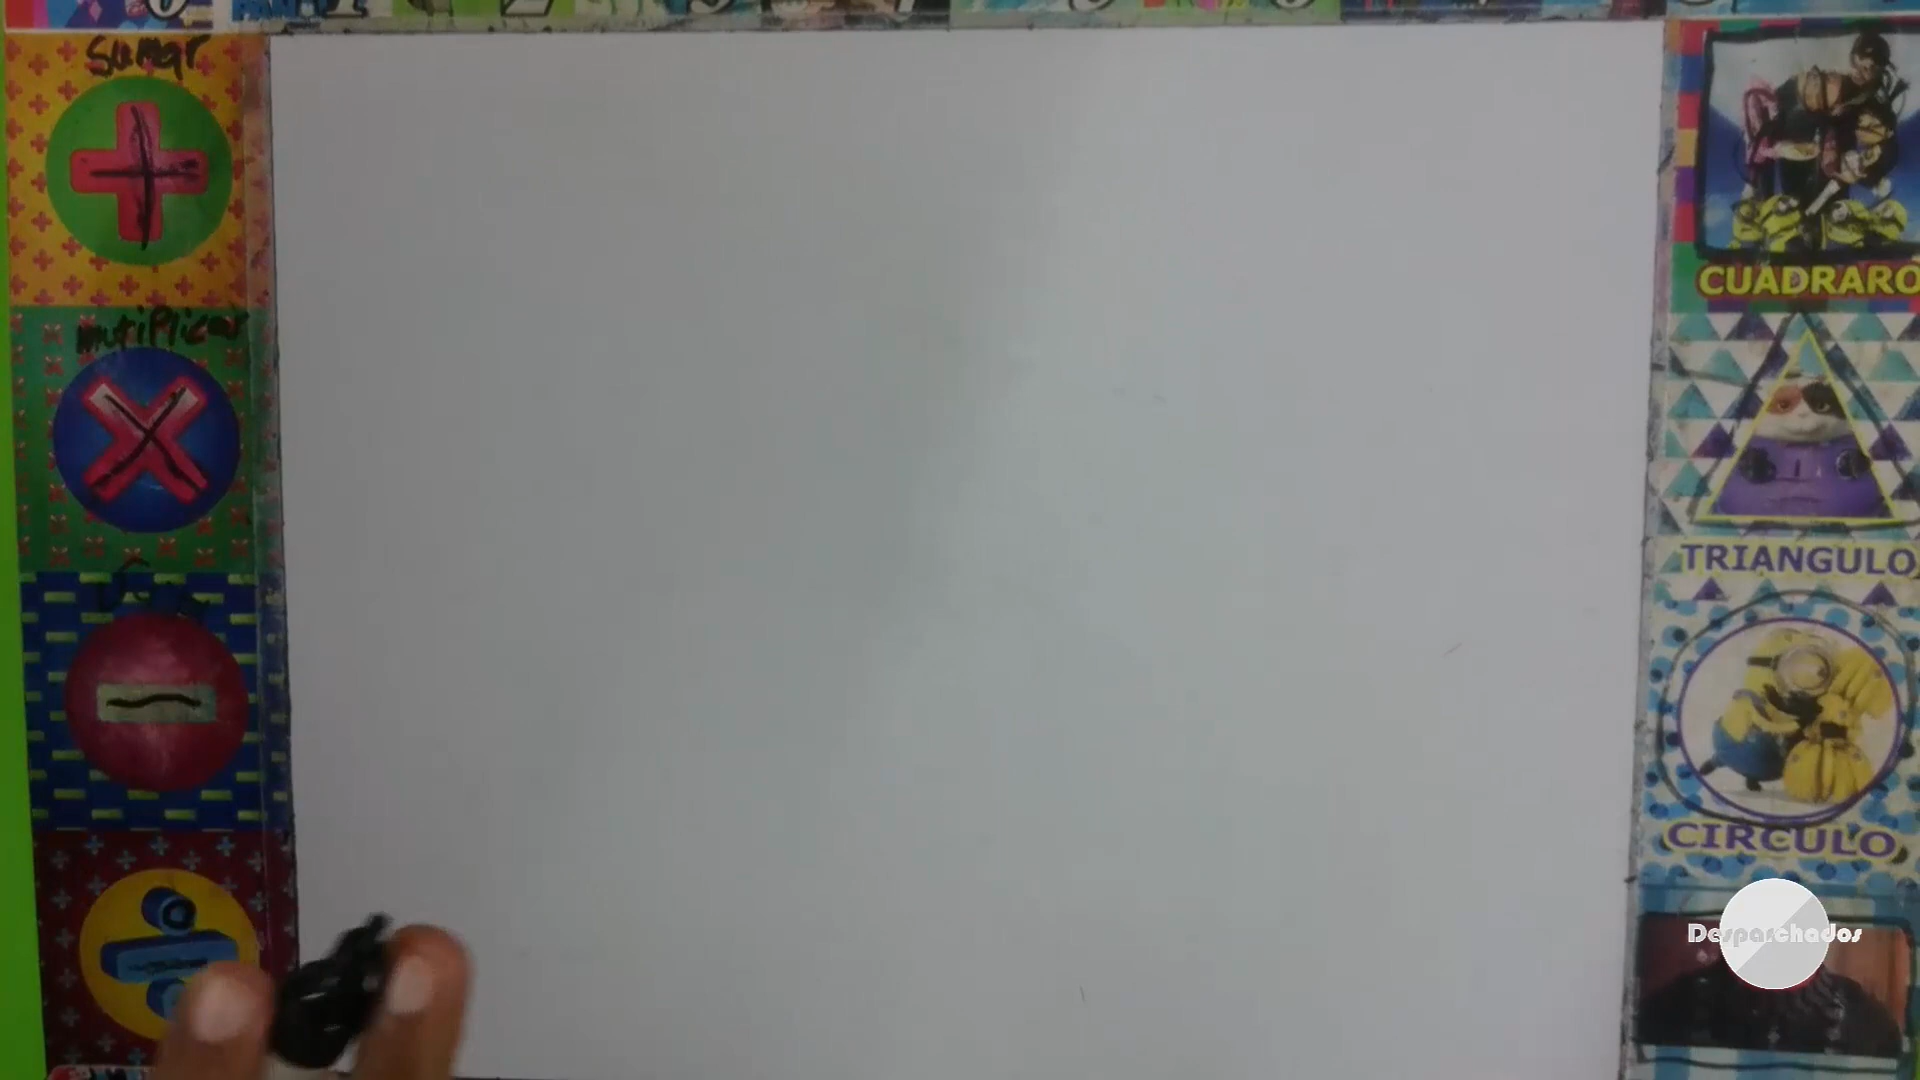 Sumar
mutiplicar
CUADRARO
TRIANGULO
CIRCULO
Desparchados